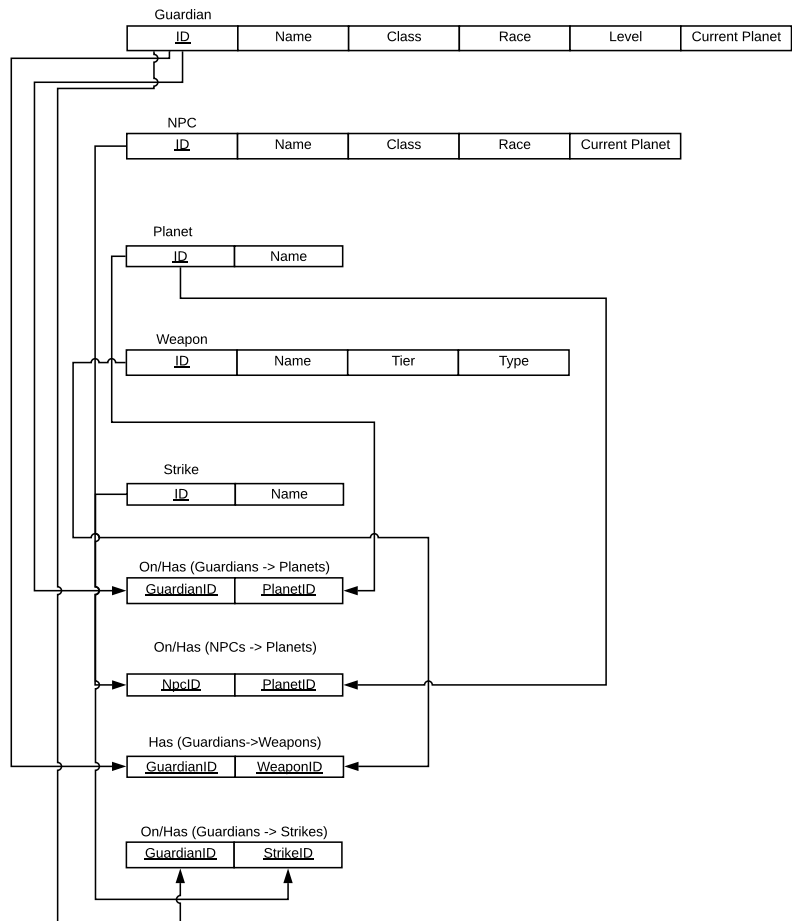 Guardian
ID Name Class Race Level Current Planet
NPC
ID Name Class Race Current Planet
Planet
ID Name
Weapon
ID Name Tier Type
Strike
ID Name
On/Has (Guardians -> Planets)
GuardianID PlanetID
On/Has (NPCs -> Planets)
NpcID PlanetID
Has (Guardians->Weapons)
GuardianID WeaponID
On/Has (Guardians -> Strikes)
GuardianID StrikeID